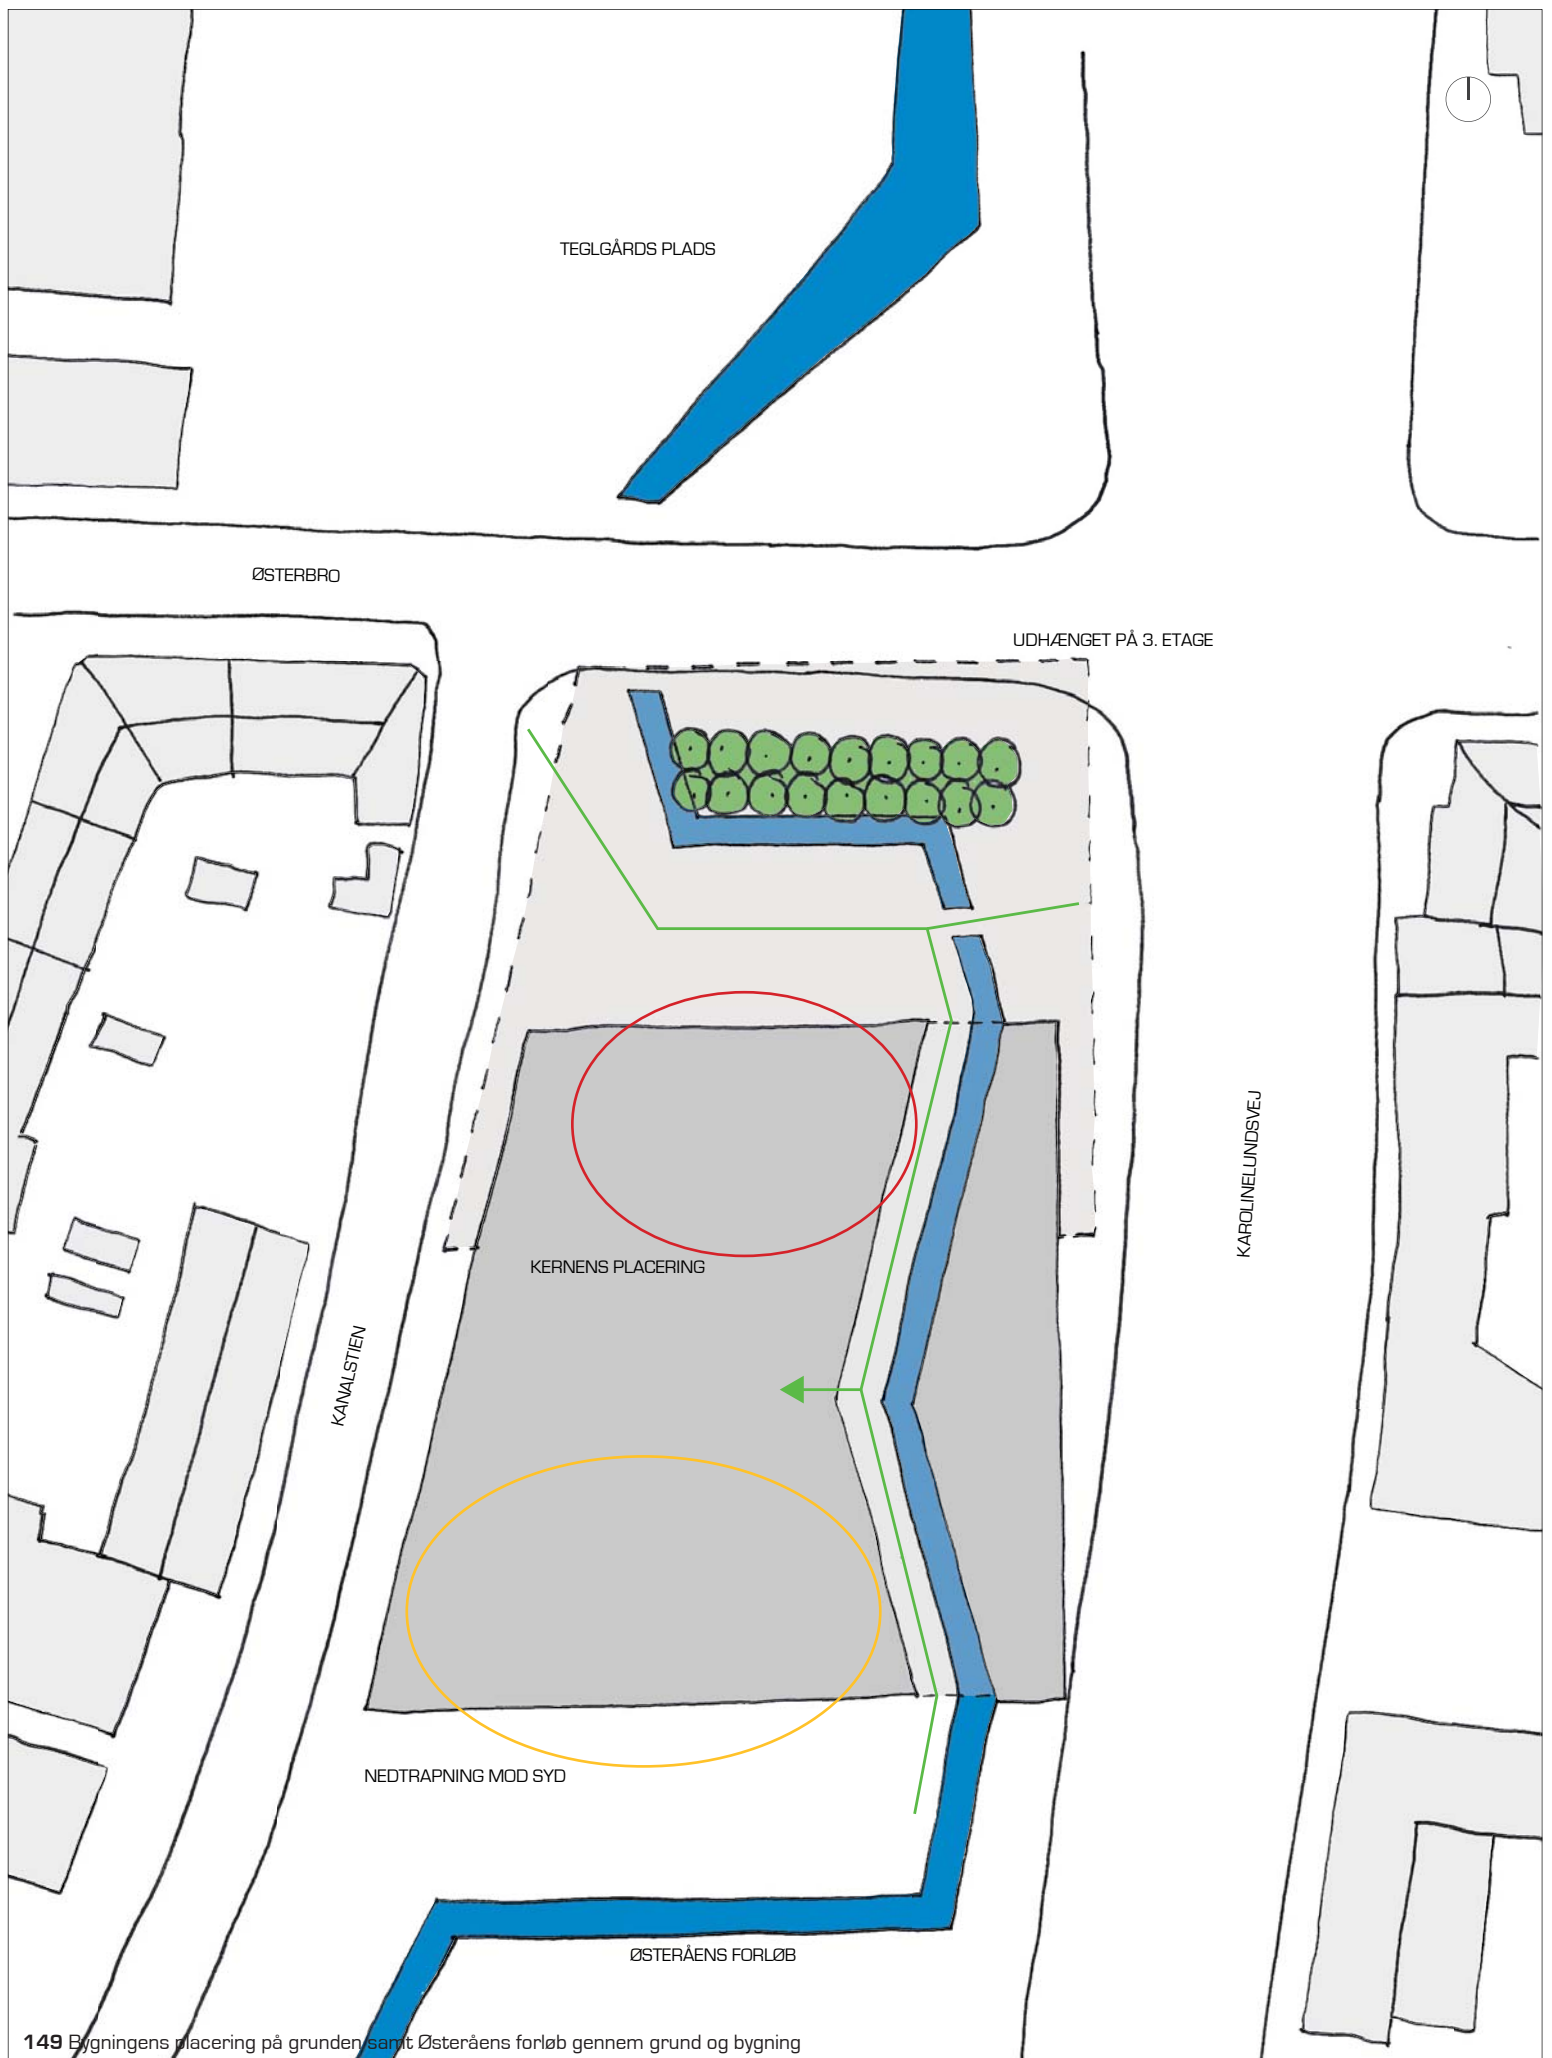 TEGLGÅRDS PLADS
ØSTERBRO
UDHÆNGET PÅ 3. ETAGE
KAROLINELUNDSVEJ
KERNENS PLACERING
KANALSTIEN
NEDTRAPNING MOD SYD
ØSTERÅENS FORLØB
149 Bygningens placering på grunden samt Østeråens forløb gennem grund og bygning